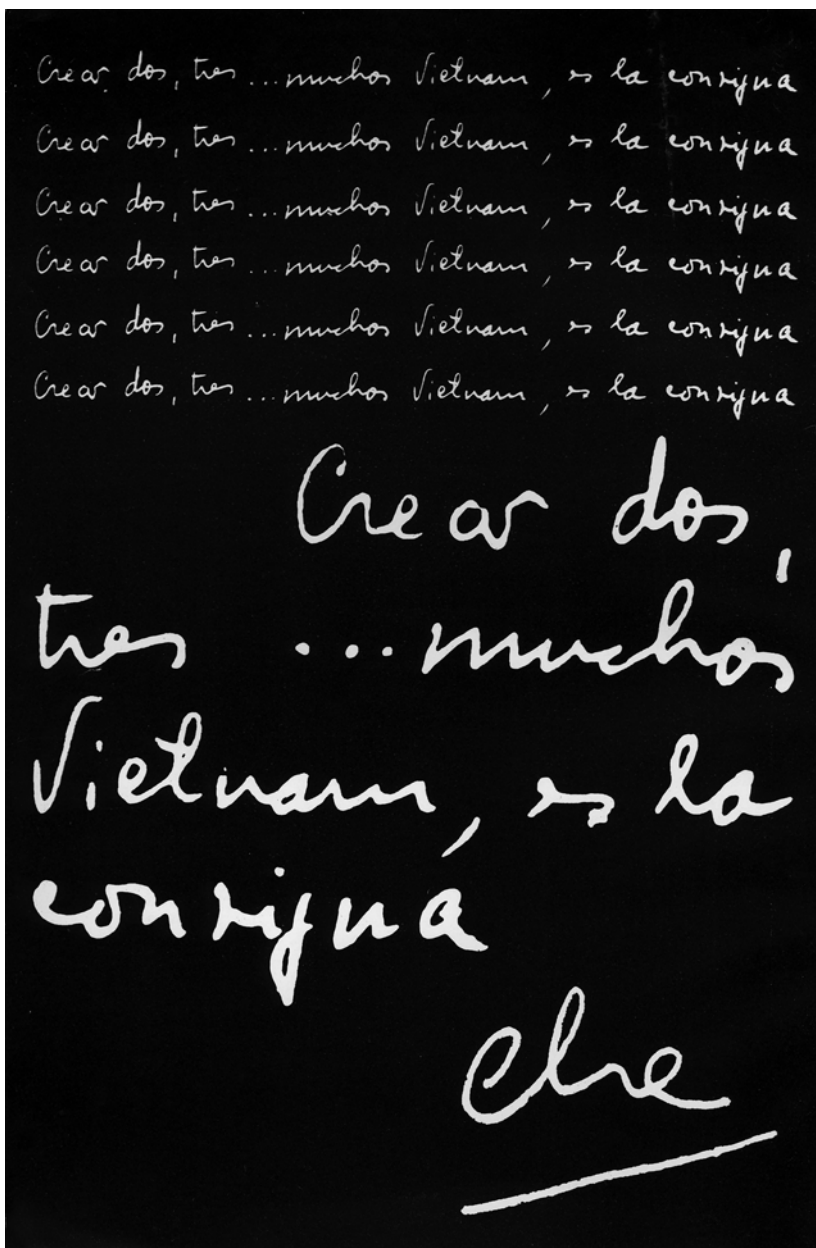 Crear dos, tres ... muchos Vietnam, es la consigna
Crear dos, tres ... muchos Vietnam, es la consigna
Crear dos, tres ... muchos Vietnam, es la consigna
Crear dos, tres ... muchos Vietnam, es la consigna
Crear dos, tres ... muchos Vietnam, es la consigna
Crear dos, tres ... muchos Vietnam, es la consigna
Crear dos,
tres ... muchos
Vietnam, es la
consigna
Che